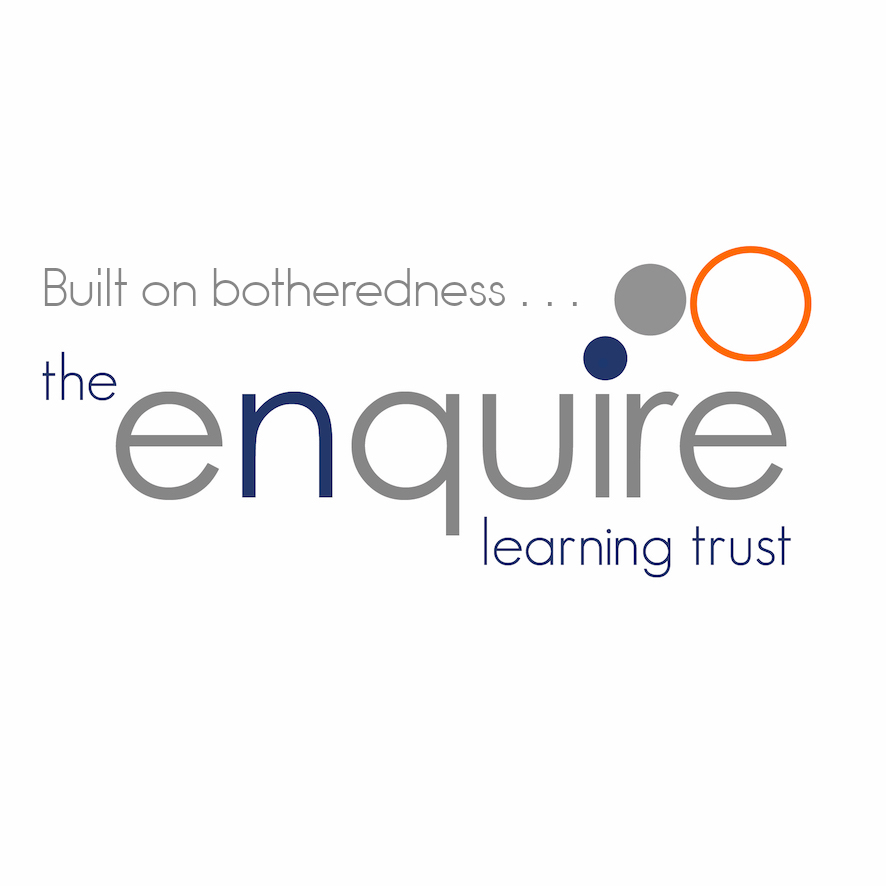 Built on botheredness . . .
the
enquire
learning trust